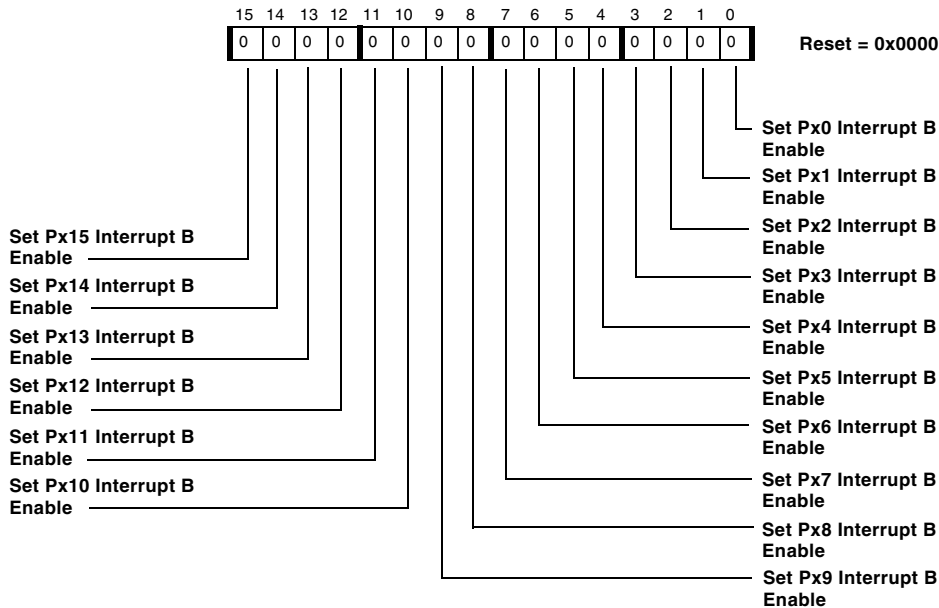 15 14 13 12 11 10 9 8 7 6 5 4 3 2 1 0
0 0 0 0 0 0 0 0 0 0 0 0 0 0 0 0
Reset = 0x0000
Set Px0 Interrupt B
Enable
Set Px1 Interrupt B
Enable
Set Px2 Interrupt B
Enable
Set Px3 Interrupt B
Enable
Set Px4 Interrupt B
Enable
Set Px5 Interrupt B
Enable
Set Px6 Interrupt B
Enable
Set Px7 Interrupt B
Enable
Set Px8 Interrupt B
Enable
Set Px9 Interrupt B
Enable
Set Px15 Interrupt B
Enable
Set Px14 Interrupt B
Enable
Set Px13 Interrupt B
Enable
Set Px12 Interrupt B
Enable
Set Px11 Interrupt B
Enable
Set Px10 Interrupt B
Enable